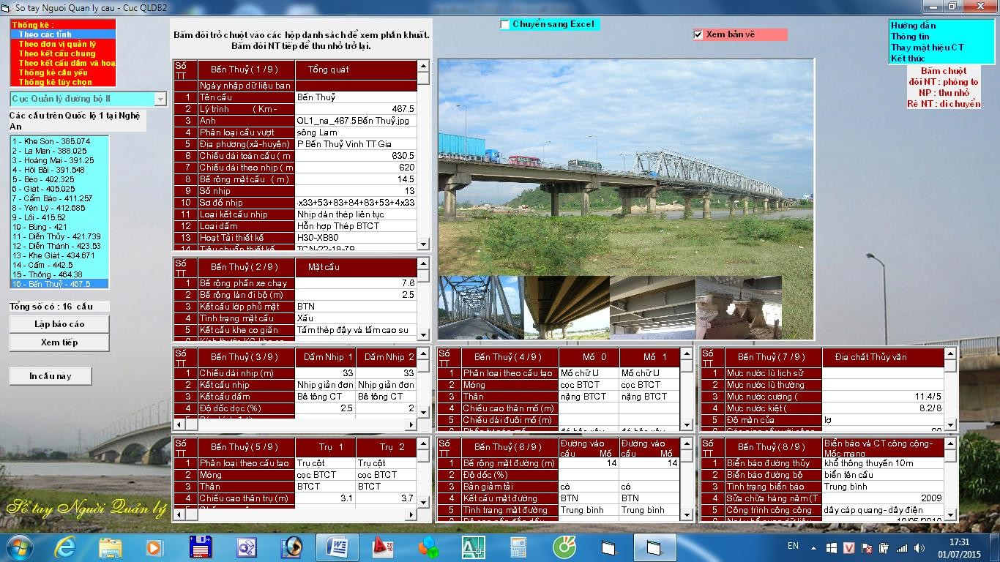 So tay Nguoi Quan ly cau - Cuc QLDB2
Thống kê :
Theo các tỉnh
Theo đơn vị quản lý
Theo kết cấu chung
Theo kết cấu dầm và hoạ
Thống kê cầu yếu
Thống kê tùy chọn
Cục Quản lý đường bộ II
Các cầu trên Quốc lộ 1 tại Nghệ
An
1 - Khe Son - 385.074
2 - La Man - 388.025
3 - Hoàng Mai - 391.25
4 - Hói Bãi - 391.548
5 - Bèo - 402.325
6 - Giát - 405.025
7 - Cẩm Bào - 411.257
8 - Yên Lý - 412.685
9 - Lồi - 415.52
10 - Bùng - 421
11 - Diễn Thủy - 421.739
12 - Diễn Thành - 423.53
13 - Khe Giát - 434.671
14 - Cấm - 442.5
15 - Thông - 464.38
16 - Bến Thuỷ - 467.5
Tổng số có : 16 cầu
Lập báo cáo
Xem tiếp
In cầu này
Sổ tay Người Quản lý
Bấm đôi trỏ chuột vào các hộp danh sách để xem phần khuất.
Bấm đôi NT tiếp để thu nhỏ trở lại.
Chuyển sang Excel
Xem bản vẽ
Hướng dẫn
Thông tin
Thay mật hiệu CT
Kết thúc
Bấm chuột
đôi NT : phóng to
NP : thu nhỏ
Rê NT : di chuyển
Số TT Bến Thuỷ ( 1 / 9 ) Tổng quát
Ngày nhập dữ liệu ban
1 Tên cầu Bến Thuỷ
2 Lý trình ( Km - 467.5
3 Anh QL1_na_467.5Bến Thuỷ.jpg
4 Phân loại cầu vượt sông Lam
5 Địa phương(xã-huyện) P Bến Thuỷ Vinh TT Gia
6 Chiều dài toàn cầu ( m 630.5
7 Chiều dài theo nhịp ( m 620
8 Bề rộng mặt cầu ( m ) 14.5
9 Số nhịp 13
10 Sơ đồ nhịp .x33+53+83+84+83+53+4x33
11 Loại kết cấu nhịp Nhịp dàn thép liên tục
12 Loại dầm Hỗn hợp Thép BTCT
13 Hoạt Tải thiết kế H30-XB80
14 Tiêu chuẩn thiết kế TCN-22-18-79
Số TT Bến Thuỷ ( 2 / 9 ) Mặt cầu
1 Bề rộng phần xe chạy 7.6
2 Bề rộng làn đi bộ (m) 2.5
3 Kết cấu lớp phủ mặt BTN
4 Tình trạng mặt cầu Xấu
5 Kết cấu khe co giãn Tấm thép đậy và tấm cao su
Số TT Bến Thuỷ ( 3 / 9 ) Dầm Nhịp 1 Dầm Nhịp 2
1 Chiều dài nhịp (m) 33 33
2 Kết cấu nhịp Nhịp giản đơn Nhịp giản đơn
3 Kết cấu dầm Bê tông CT Bê tông CT
4 Độ dốc dọc (%) 2.5 2
Số TT Bến Thuỷ ( 4 / 9 ) Mố 0 Mố 1
1 Phân loại theo cấu tạo Mố chữ U Mố chữ U
2 Móng cọc BTCT cọc BTCT
3 Thân nặng BTCT nặng BTCT
4 Chiều cao thân mố (m)
5 Chiều dài đuôi mố (m)
Số TT Bến Thuỷ ( 7 / 9 ) Địa chất Thủy văn
1 Mực nước lũ lịch sử
2 Mực nước lũ thường
3 Mực nước cường ( 11.4/5
4 Mực nước kiệt ( 8.2/8
5 Độ mặn của lợ
Số TT Bến Thuỷ ( 5 / 9 ) Trụ 1 Trụ 2
1 Phân loại theo cấu tạo Trụ cột Trụ cột
2 Móng cọc BTCT cọc BTCT
3 Thân BTCT BTCT
4 Chiều cao thân trụ (m) 3.1 3.7
Số TT Bến Thuỷ ( 6 / 9 ) Đường vào cầu Mố Đường vào cầu Mố
1 Bề rộng mặt đường (m) 14 14
2 Độ dốc (%)
3 Bản giảm tải có có
4 Kết cấu mặt đường BTN BTN
5 Tình trạng mặt đường Trung bình Trung bình
Số TT Bến Thuỷ ( 8 / 9 ) Biển báo và CT công cộng- Mốc mạng
1 Biển báo đường thủy khổ thông thuyền 10m
2 Biển báo đường bộ biển tên cầu
3 Tình trạng biển báo Trung bình
4 Sửa chữa hàng năm (T 2009
5 Công trình công cộng dây cáp quang- dây điện
EN
17:31
01/07/2015